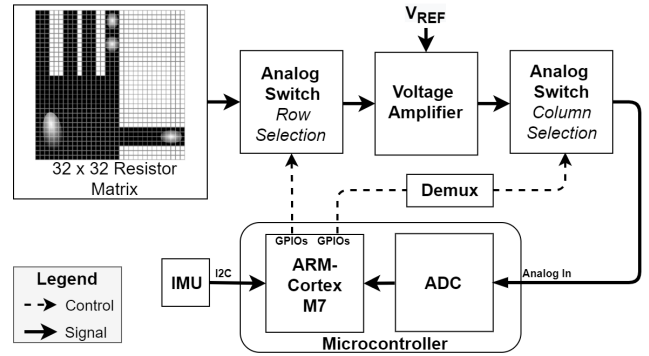 32 x 32 Resistor
Matrix
Analog
Switch
Row
Selection
V_REF
Voltage
Amplifier
Analog
Switch
Column
Selection
Demux
GPIOs GPIOs
ARM-
Cortex
M7
ADC
Analog In
IMU
I2C
Microcontroller
Legend
Control
Signal